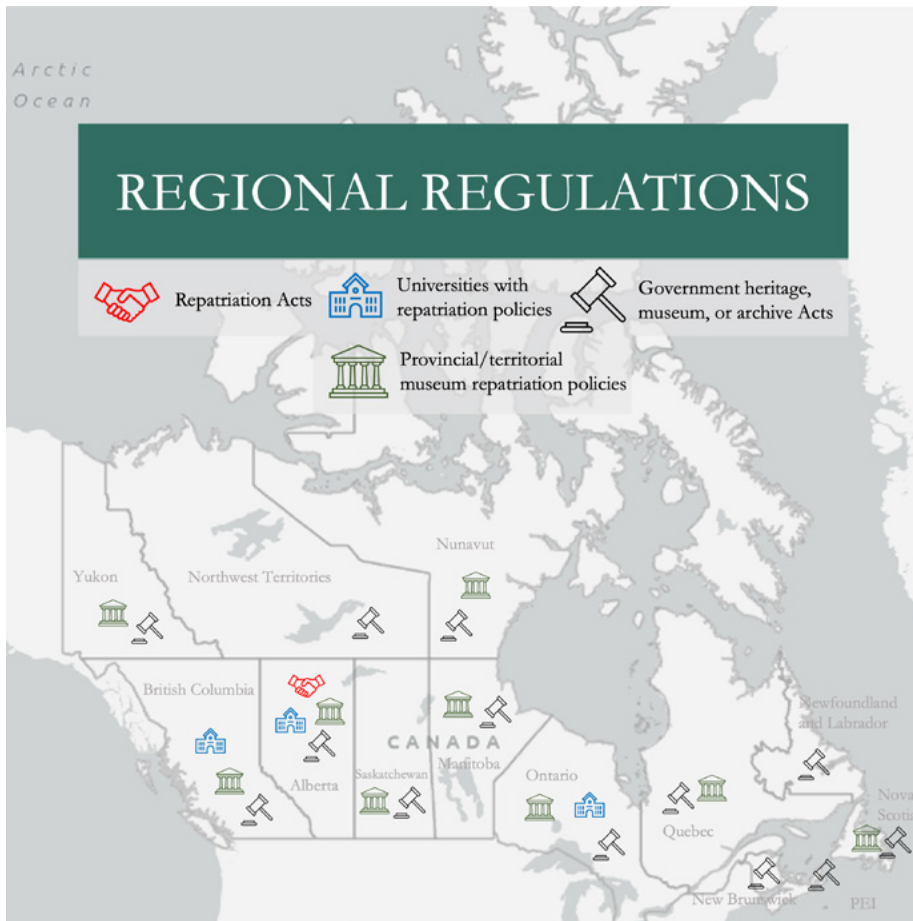 Arctic
Ocean
REGIONAL REGULATIONS
Repatriation Acts
Universities with
repatriation policies
Government heritage,
museum, or archive Acts
Provincial/territorial
museum repatriation policies
Nunavut
Yukon
Northwest Territories
British Columbia
Alberta
Saskatchewan
CANADA
Manitoba
Ontario
Quebec
Newfoundland
and Labrador
Nova
Scotia
New Brunswick
PEI